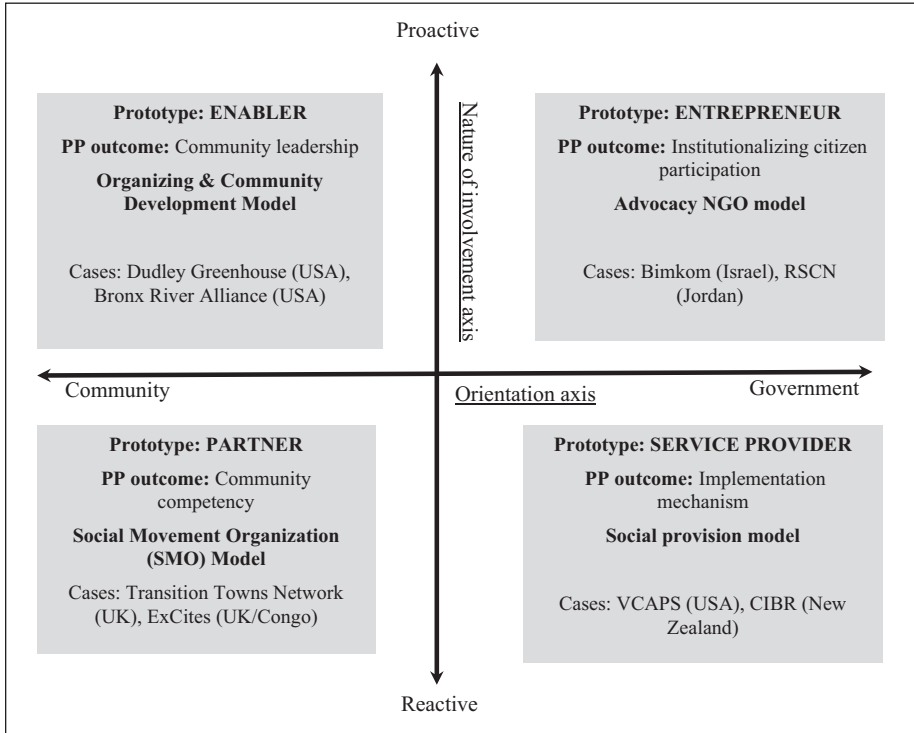 Proactive
Prototype: ENABLER
PP outcome: Community leadership
Organizing & Community
Development Model
Cases: Dudley Greenhouse (USA),
Bronx River Alliance (USA)
Nature of involvement axis
Prototype: ENTREPRENEUR
PP outcome: Institutionalizing citizen
participation
Advocacy NGO model
Cases: Bimkom (Israel), RSCN
(Jordan)
Community
Orientation axis
Government
Prototype: PARTNER
PP outcome: Community
competency
Social Movement Organization
(SMO) Model
Cases: Transition Towns Network
(UK), ExCites (UK/Congo)
Prototype: SERVICE PROVIDER
PP outcome: Implementation
mechanism
Social provision model
Cases: VCAPS (USA), CIBR (New
Zealand)
Reactive